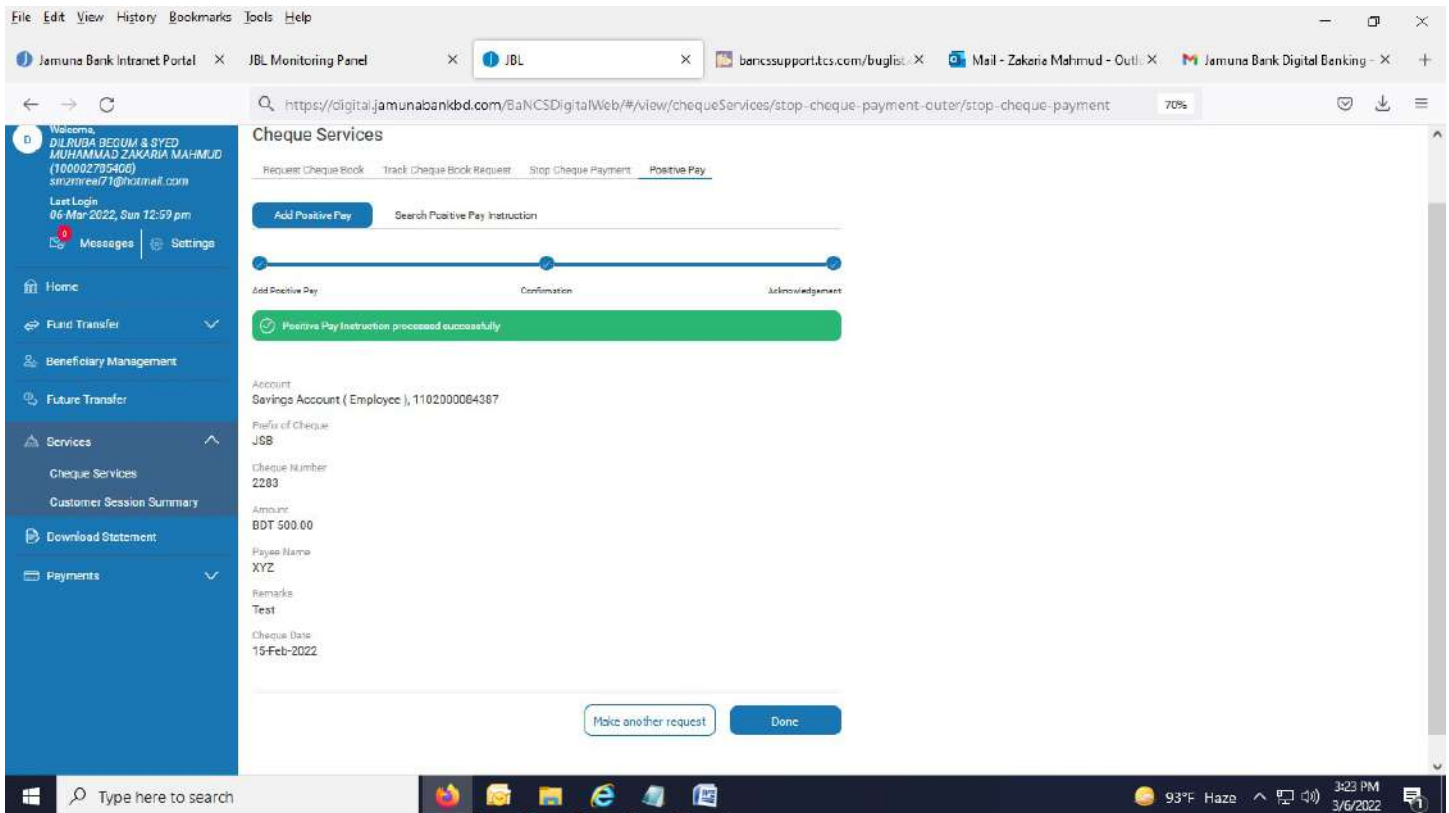 File Edit View History Bookmarks Tools Help
Jamuna Bank Intranet Portal
JBL Monitoring Panel
JBL
bancssupport.tcs.com/buglist.
Mail - Zakaria Mahmud - Outl
Jamuna Bank Digital Banking -
https://digital.jamunabankbd.com/BaNCSDigitalWeb/#/view/chequeServices/stop-cheque-payment-outer/stop-cheque-payment
70%
D
Welcome,
DILRUBA BEGUM & SYED
MUHAMMAD ZAKARIA MAHMUD
(100002785408)
Last Login
06-Mar-2022, Sun 12:59 pm
0
Messages
Settings
Home
Fund Transfer
Beneficiary Management
Future Transfer
Services
Cheque Services
Customer Session Summary
Download Statement
Payments
Cheque Services
Request Cheque Book Track Cheque Book Request Stop Cheque Payment Positive Pay
Add Positive Pay Search Positive Pay Instruction
Add Positive Pay Confirmation Acknowledgement
Positive Pay Instruction processed successfully
Account
Savings Account ( Employee ), 1102000084387
Prefix of Cheque
JSB
Cheque Number
2283
Amount
BDT 500.00
Payee Name
XYZ
Remarks
Test
Cheque Date
15-Feb-2022
Make another request
Done
Type here to search
93°F Haze
3:23 PM
3/6/2022
1